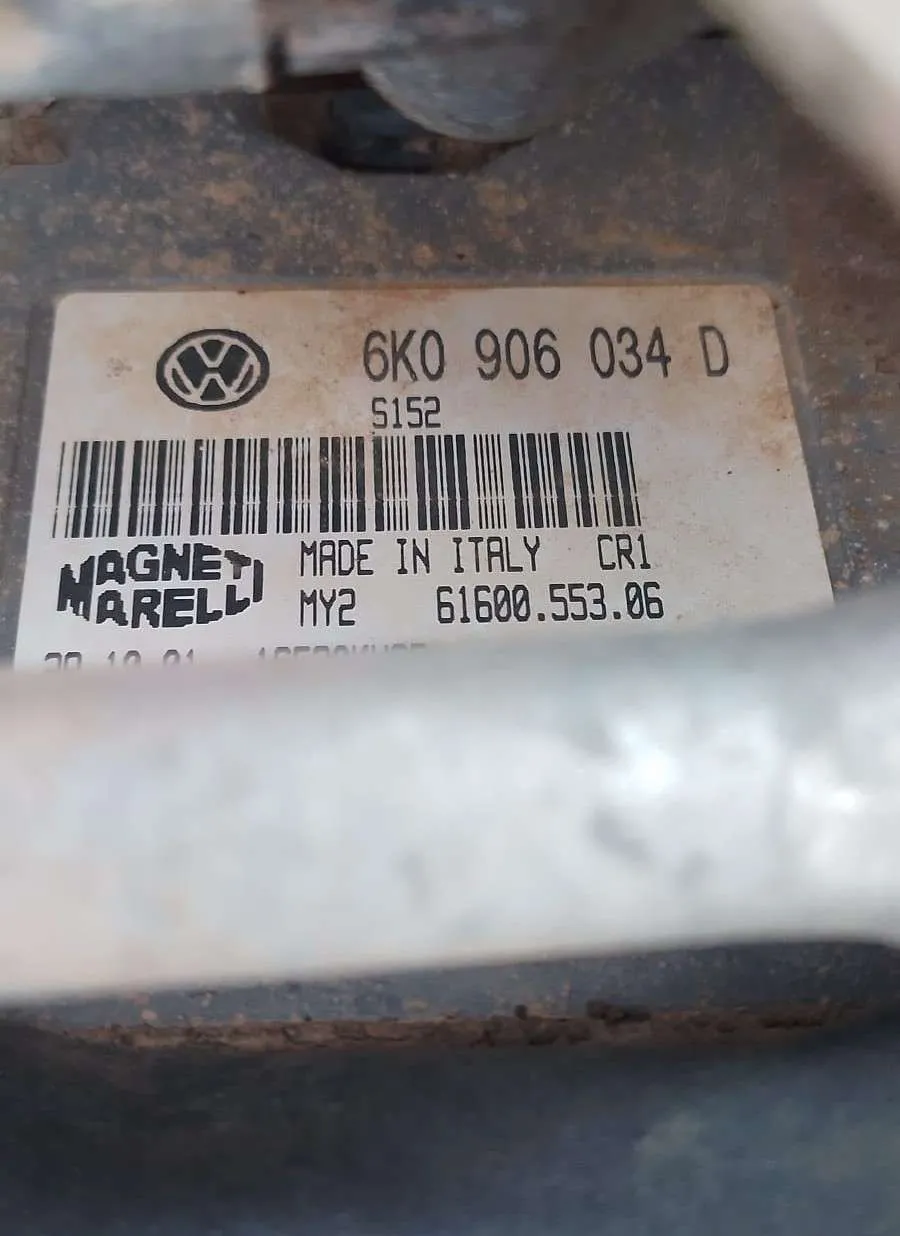 6K0 906 034 D
S152
MAGNETI MARELLI
MADE IN ITALY CR1
MY2 61600.553.06